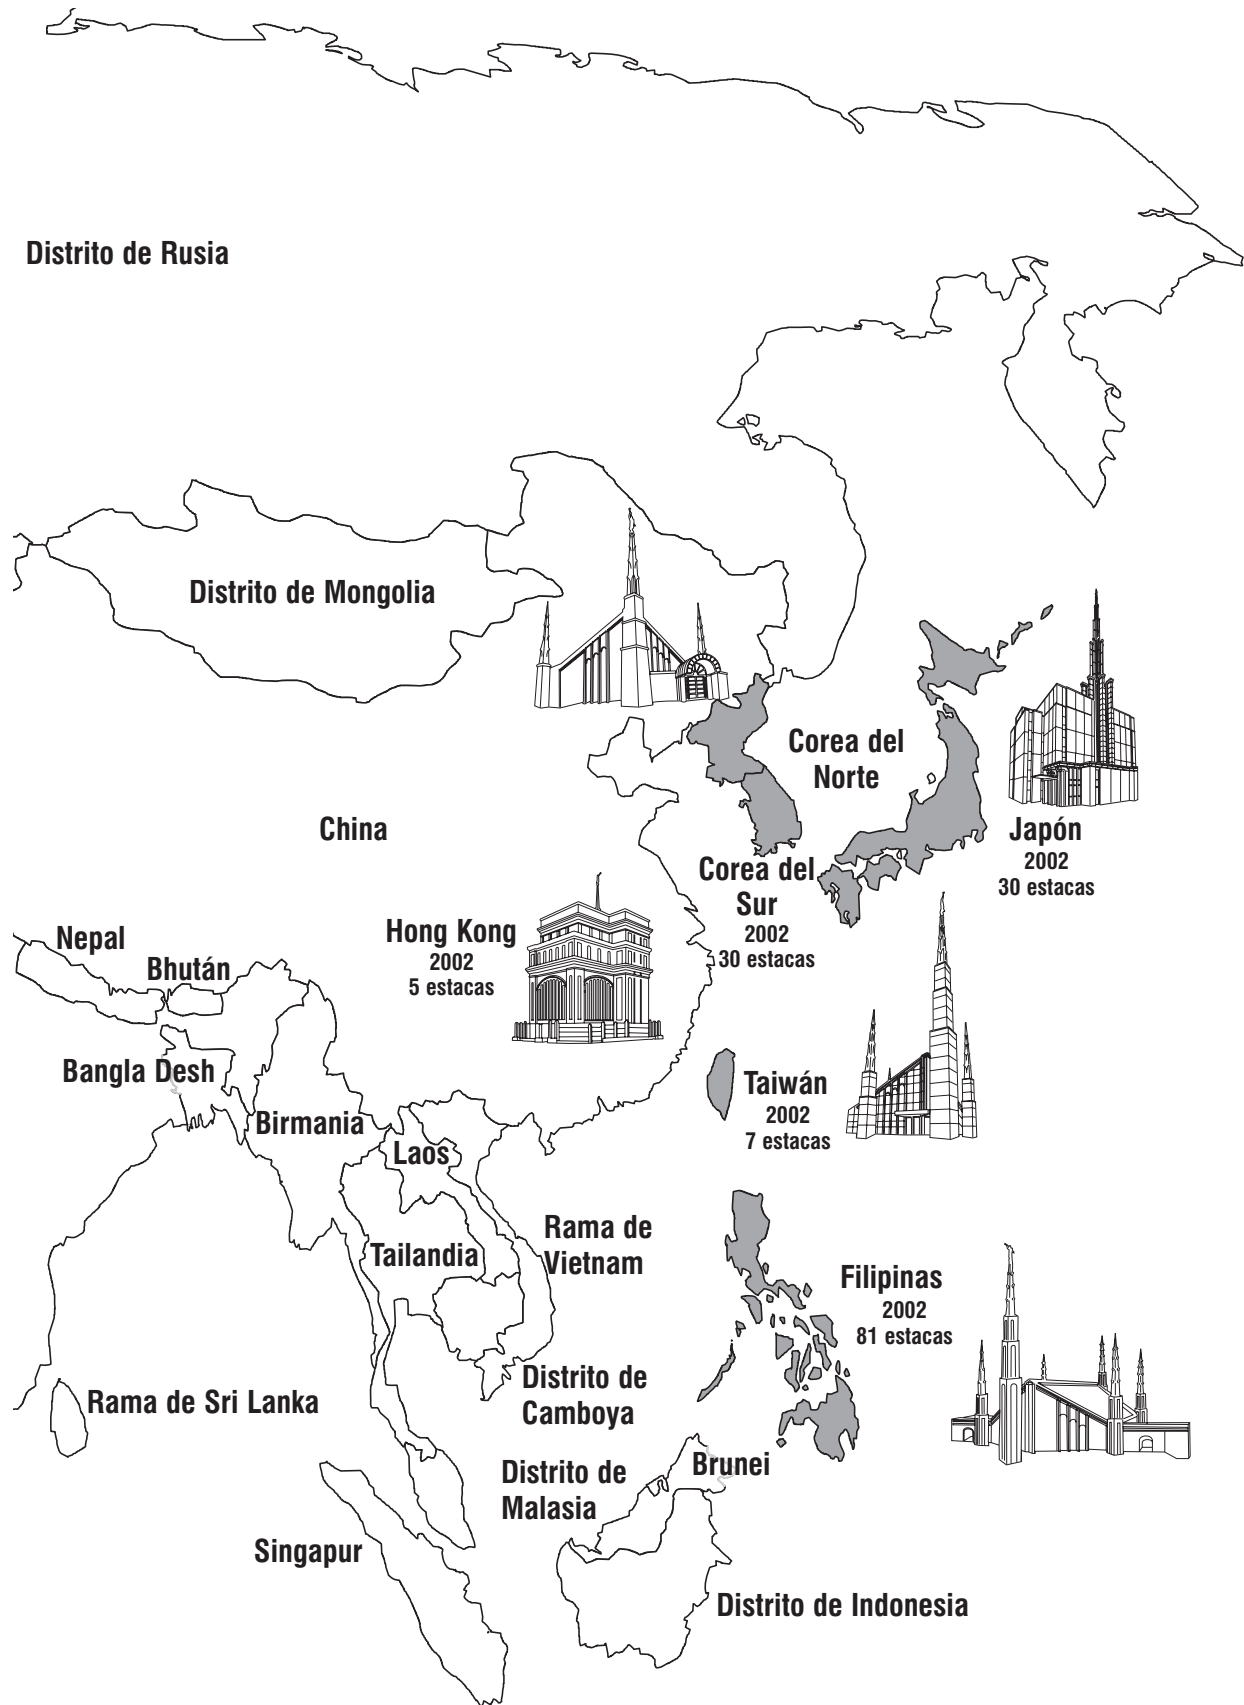 Distrito de Rusia
Distrito de Mongolia
Corea del
Norte
China
Japón
2002
30 estacas
Corea del
Sur
2002
30 estacas
Hong Kong
2002
5 estacas
Nepal
Bhután
Bangla Desh
Birmania
Taiwán
2002
7 estacas
Laos
Rama de
Vietnam
Tailandia
Filipinas
2002
81 estacas
Rama de Sri Lanka
Distrito de
Camboya
Brunei
Distrito de
Malasia
Singapur
Distrito de Indonesia